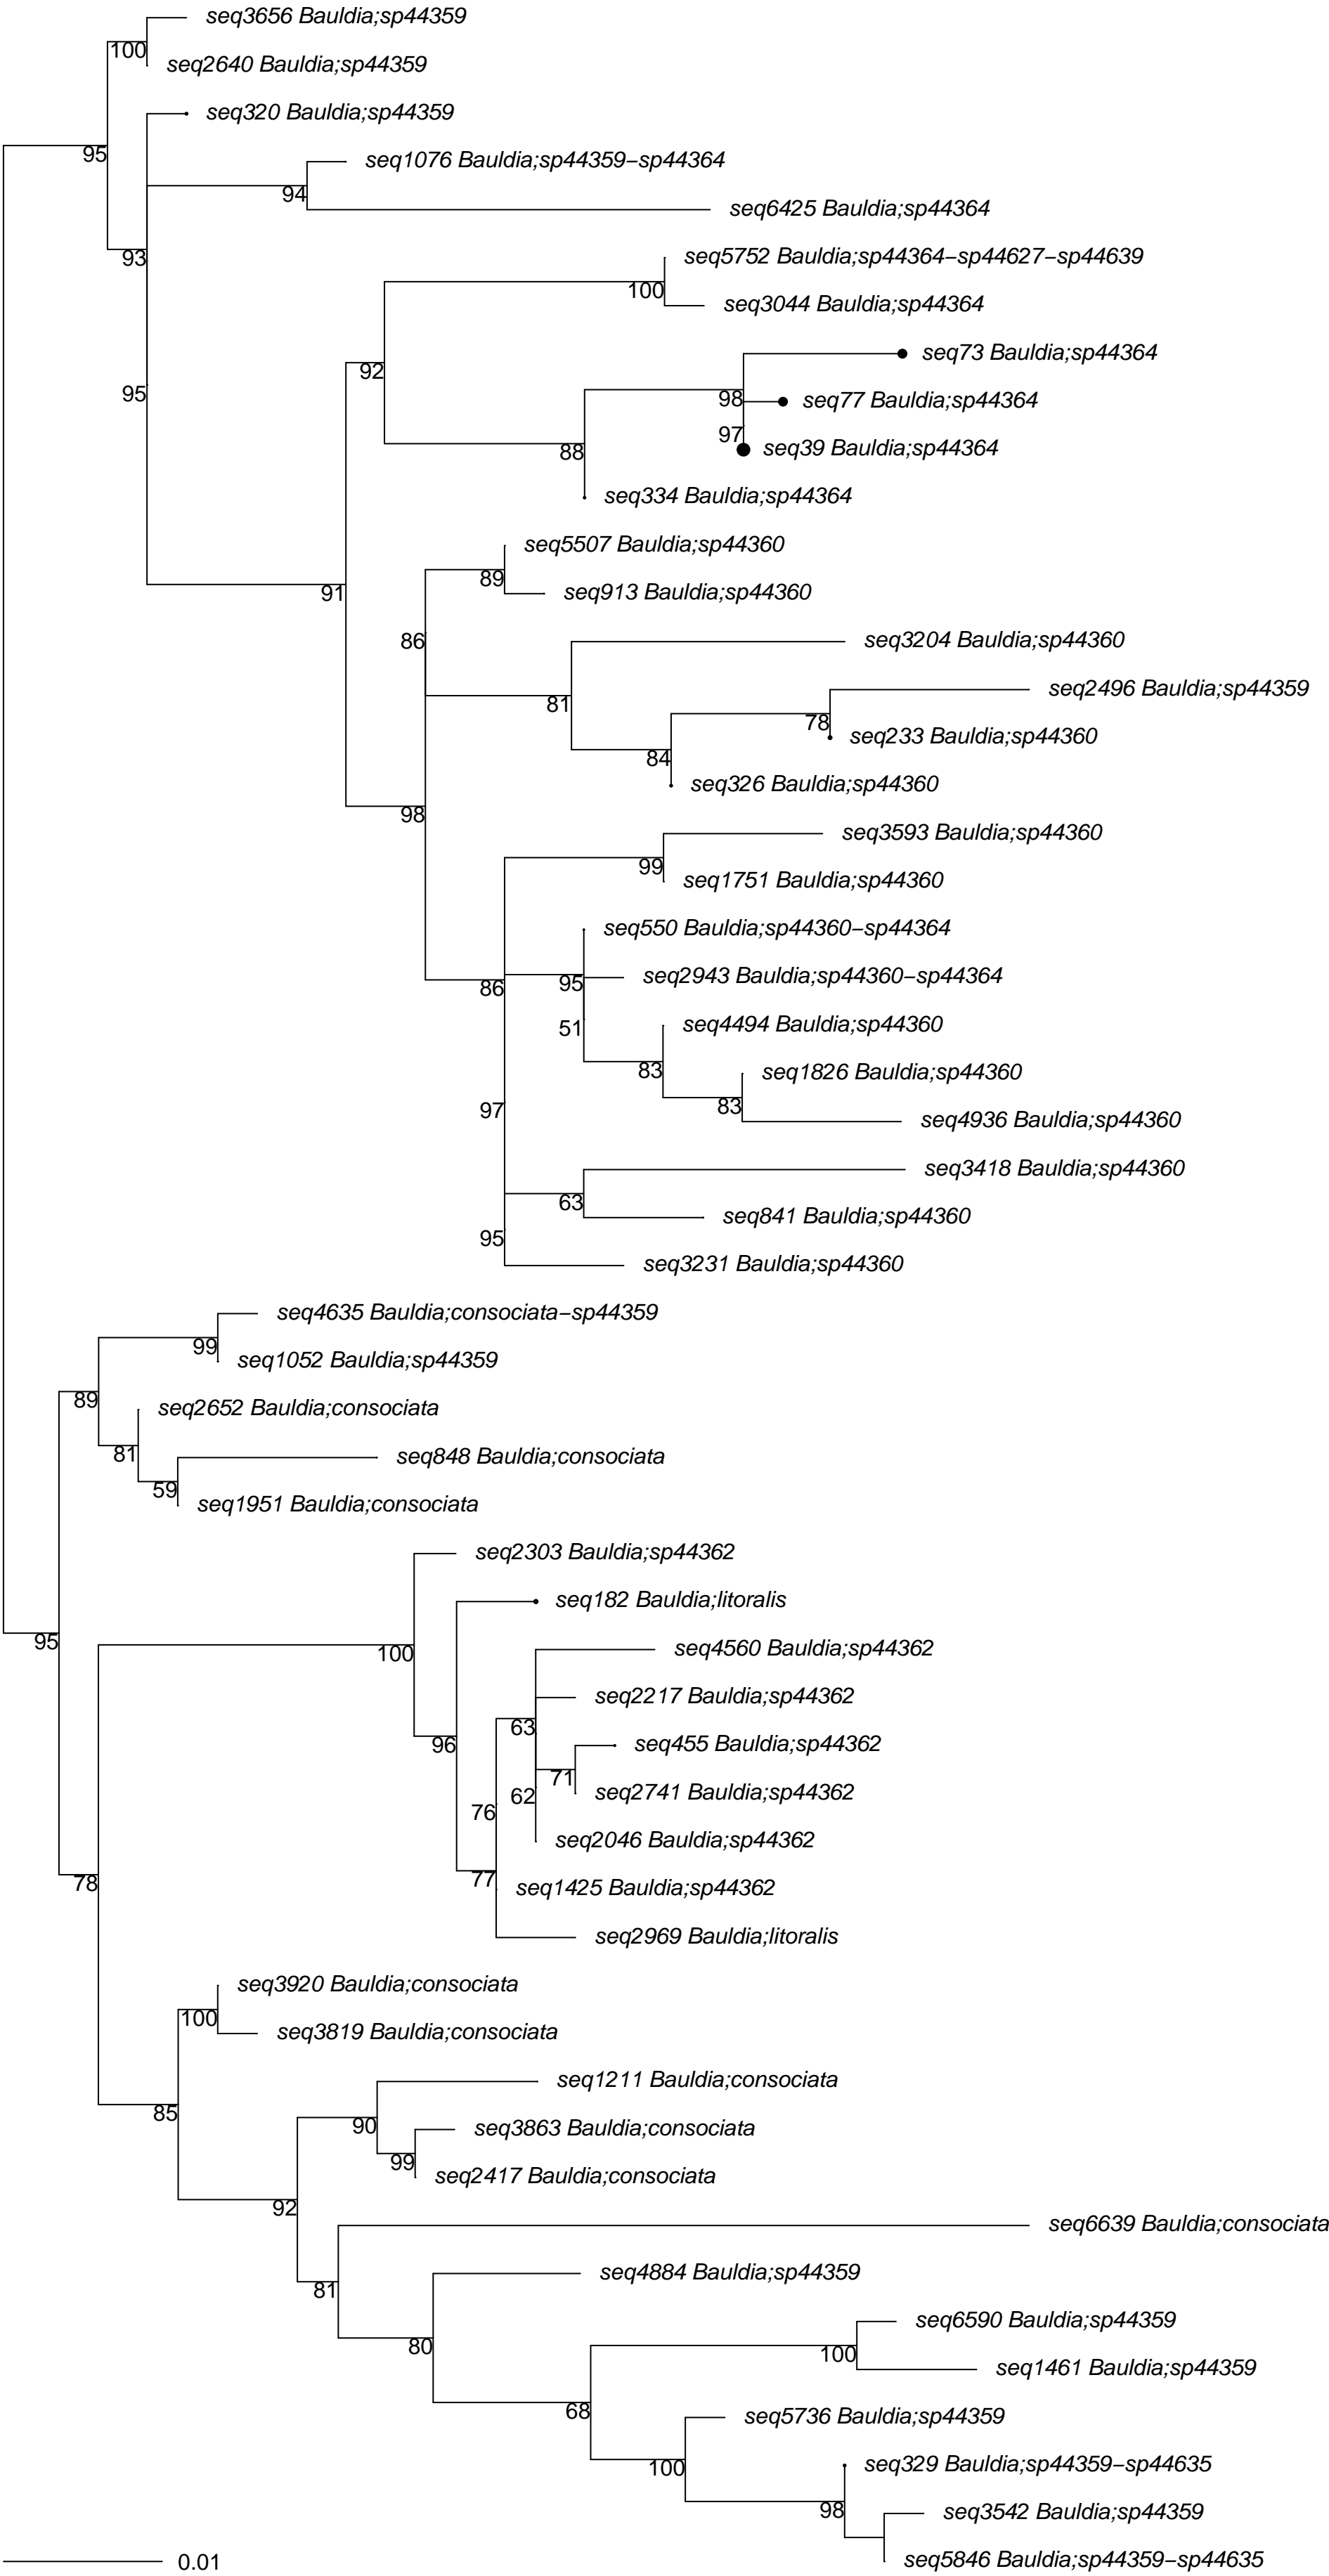 seq3656 Bauldia;sp44359
100
seq2640 Bauldia;sp44359
seq320 Bauldia;sp44359
95
seq1076 Bauldia;sp44359−sp44364
94
seq6425 Bauldia;sp44364
93
seq5752 Bauldia;sp44364−sp44627−sp44639
100
seq3044 Bauldia;sp44364
seq73 Bauldia;sp44364
92
95
98
seq77 Bauldia;sp44364
97
seq39 Bauldia;sp44364
88
seq334 Bauldia;sp44364
seq5507 Bauldia;sp44360
89
seq913 Bauldia;sp44360
91
86
seq3204 Bauldia;sp44360
seq2496 Bauldia;sp44359
81
78
seq233 Bauldia;sp44360
84
seq326 Bauldia;sp44360
98
seq3593 Bauldia;sp44360
99
seq1751 Bauldia;sp44360
seq550 Bauldia;sp44360−sp44364
seq2943 Bauldia;sp44360−sp44364
95
86
seq4494 Bauldia;sp44360
51
83
seq1826 Bauldia;sp44360
83
97
seq4936 Bauldia;sp44360
seq3418 Bauldia;sp44360
63
seq841 Bauldia;sp44360
95
seq3231 Bauldia;sp44360
seq4635 Bauldia;consociata−sp44359
99
seq1052 Bauldia;sp44359
89
seq2652 Bauldia;consociata
81
seq848 Bauldia;consociata
59
seq1951 Bauldia;consociata
seq2303 Bauldia;sp44362
seq182 Bauldia;litoralis
95
100
seq4560 Bauldia;sp44362
seq2217 Bauldia;sp44362
63
96
seq455 Bauldia;sp44362
71
62
seq2741 Bauldia;sp44362
76
seq2046 Bauldia;sp44362
77
78
seq1425 Bauldia;sp44362
seq2969 Bauldia;litoralis
seq3920 Bauldia;consociata
100
seq3819 Bauldia;consociata
seq1211 Bauldia;consociata
85
90
seq3863 Bauldia;consociata
99
seq2417 Bauldia;consociata
92
seq6639 Bauldia;consociata
seq4884 Bauldia;sp44359
81
seq6590 Bauldia;sp44359
80
100
seq1461 Bauldia;sp44359
68
seq5736 Bauldia;sp44359
100
seq329 Bauldia;sp44359−sp44635
98
seq3542 Bauldia;sp44359
seq5846 Bauldia;sp44359−sp44635
0.01